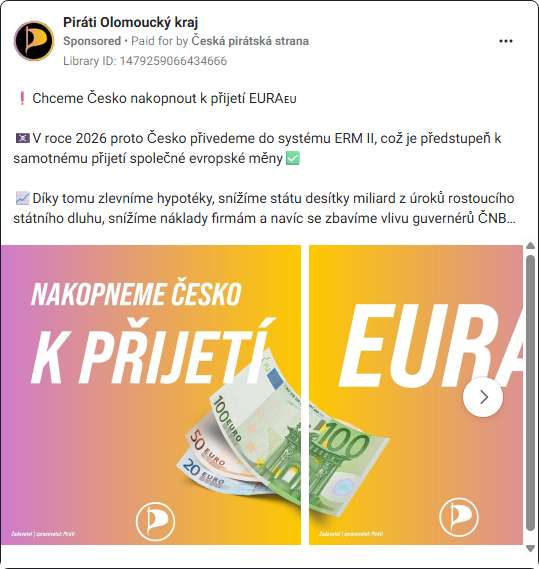 Piráti Olomoucký kraj
Sponsored • Paid for by Česká pirátská strana
Library ID: 1479259066434666
❗ Chceme Česko nakopnout k přijetí EURA🇪🇺
🏴‍☠️ V roce 2026 proto Česko přivedeme do systému ERM II, což je předstupeň k
samotnému přijetí společné evropské měny ✅
📈 Díky tomu zlevníme hypotéky, snížíme státu desítky miliard z úroků rostoucího
státního dluhu, snížíme náklady firmám a navíc se zbavíme vlivu guvernérů ČNB...
NAKOPNEME ČESKO
K PŘIJETÍ
EURA
100 EURO
50 EURO
20 EURO
100
Zadavatel | zpracovatel: Piráti
Zadavatel | zpracovatel: Piráti